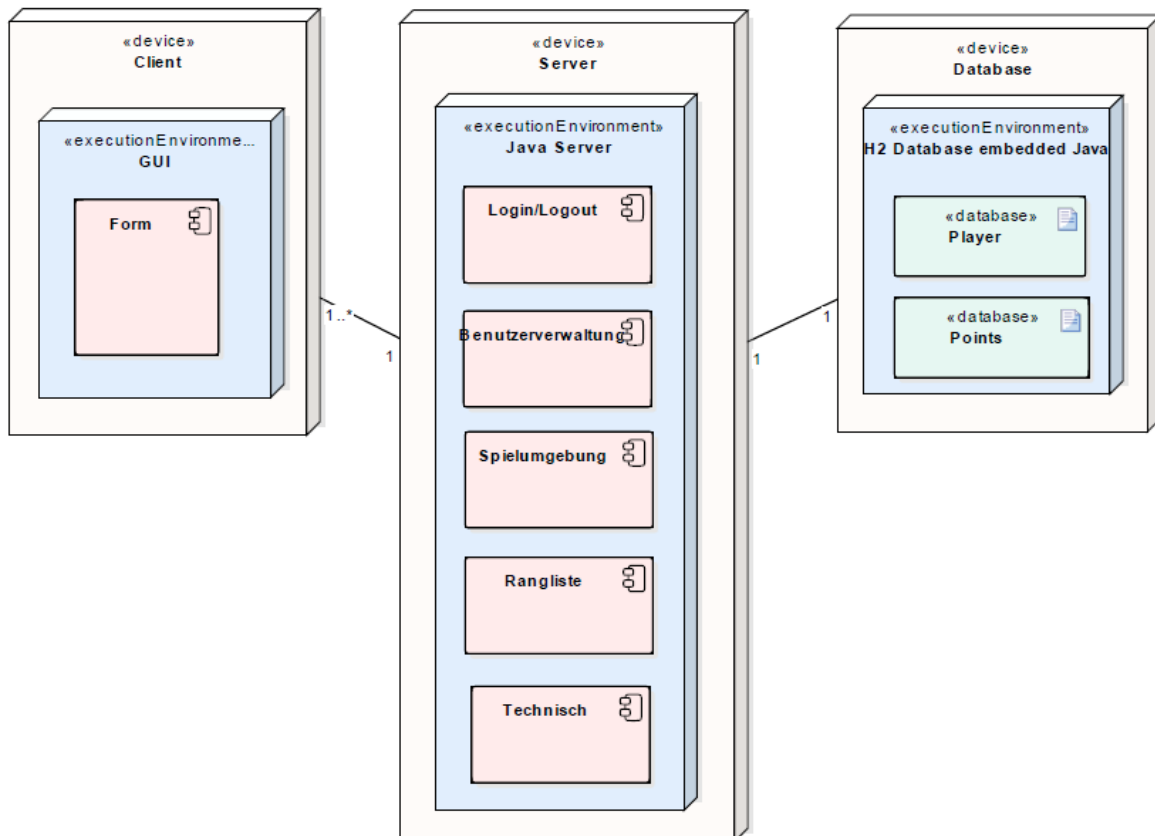 «device»
Client
«executionEnvironme...
GUI
Form
1..*
1
«device»
Server
«executionEnvironment»
Java Server
Login/Logout
Benutzerverwaltung
Spielumgebung
Rangliste
Technisch
1
1
«device»
Database
«executionEnvironment»
H2 Database embedded Java
«database»
Player
«database»
Points